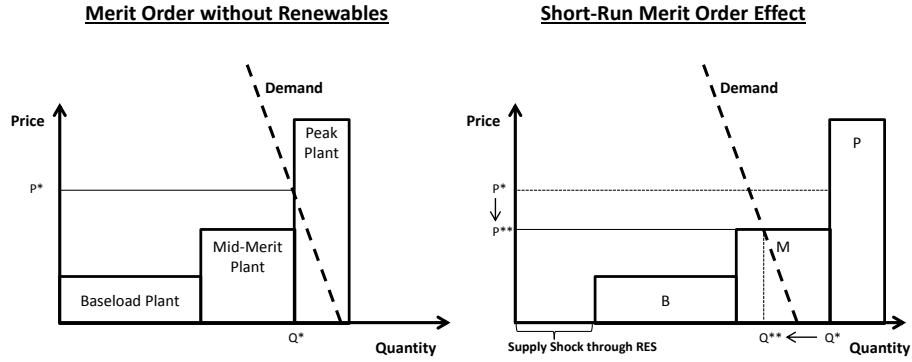 Merit Order without Renewables
Demand
Price
Peak
Plant
P*
Mid-Merit
Plant
Baseload Plant
Q*
Quantity
Short-Run Merit Order Effect
Demand
Price
P
P*
P**
M
B
Supply Shock through RES
Q**
Q*
Quantity